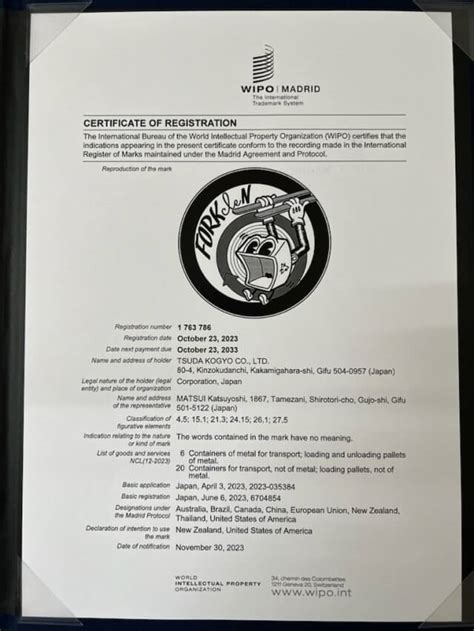 WIPO | MADRID
The International
Trademark System
CERTIFICATE OF REGISTRATION
The International Bureau of the World Intellectual Property Organization (WIPO) certifies that the
indications appearing in the present certificate conform to the recording made in the International
Register of Marks maintained under the Madrid Agreement and Protocol.
Reproduction of the mark
FORKleN
Registration number 1 763 786
Registration date October 23, 2023
Date next payment due October 23, 2033
Name and address of holder TSUDA KOGYO CO., LTD.
80-4, Kinzokudanchi, Kakamigahara-shi, Gifu 504-0957 (Japan)
Legal nature of the holder (legal Corporation, Japan
entity) and place of organization
Name and address MATSUI Katsuyoshi, 1867, Tamezani, Shirotori-cho, Gujo-shi, Gifu
of the representative 501-5122 (Japan)
Classification of 4.5; 15.1; 21.3; 24.15; 26.1; 27.5
figurative elements
Indication relating to the nature The words contained in the mark have no meaning.
or kind of mark
List of goods and services 6 Containers of metal for transport; loading and unloading pallets
NCL(12-2023) of metal.
20 Containers for transport, not of metal; loading pallets, not of
metal.
Basic application Japan, April 3, 2023, 2023-035384
Basic registration Japan, June 6, 2023, 6704854
Designations under Australia, Brazil, Canada, China, European Union, New Zealand,
the Madrid Protocol Thailand, United States of America
Declaration of intention to use New Zealand, United States of America
the mark
Date of notification November 30, 2023
WORLD 34, chemin des Colombettes
INTELLECTUAL PROPERTY 1211 Geneva 20, Switzerland
ORGANIZATION www.wipo.int